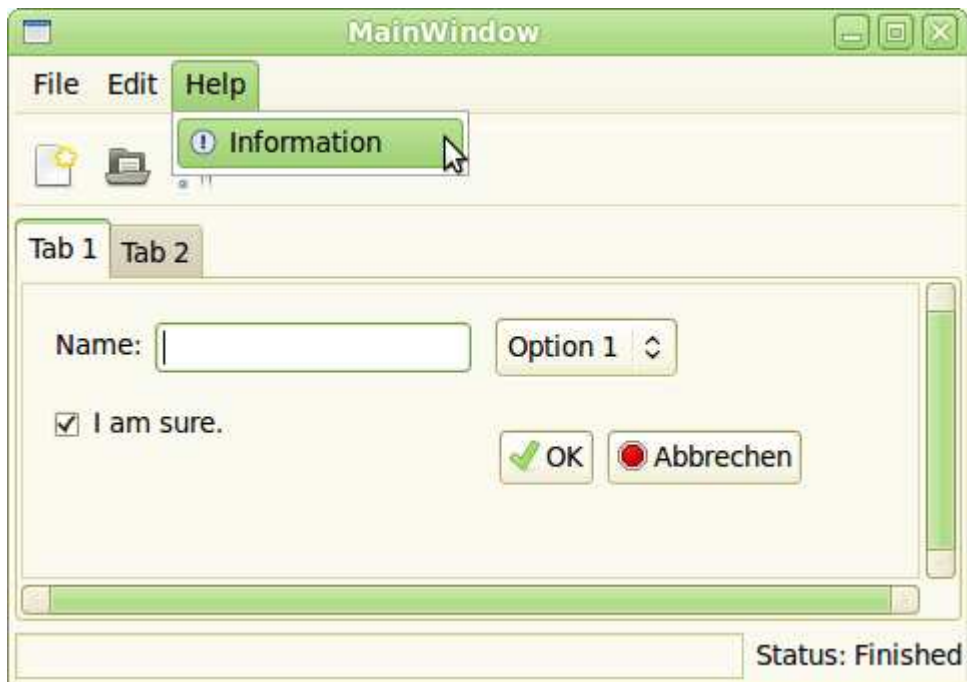 MainWindow
File Edit Help
Information
Tab 1 Tab 2
Name: Option 1
I am sure.
OK Abbrechen
Status: Finished